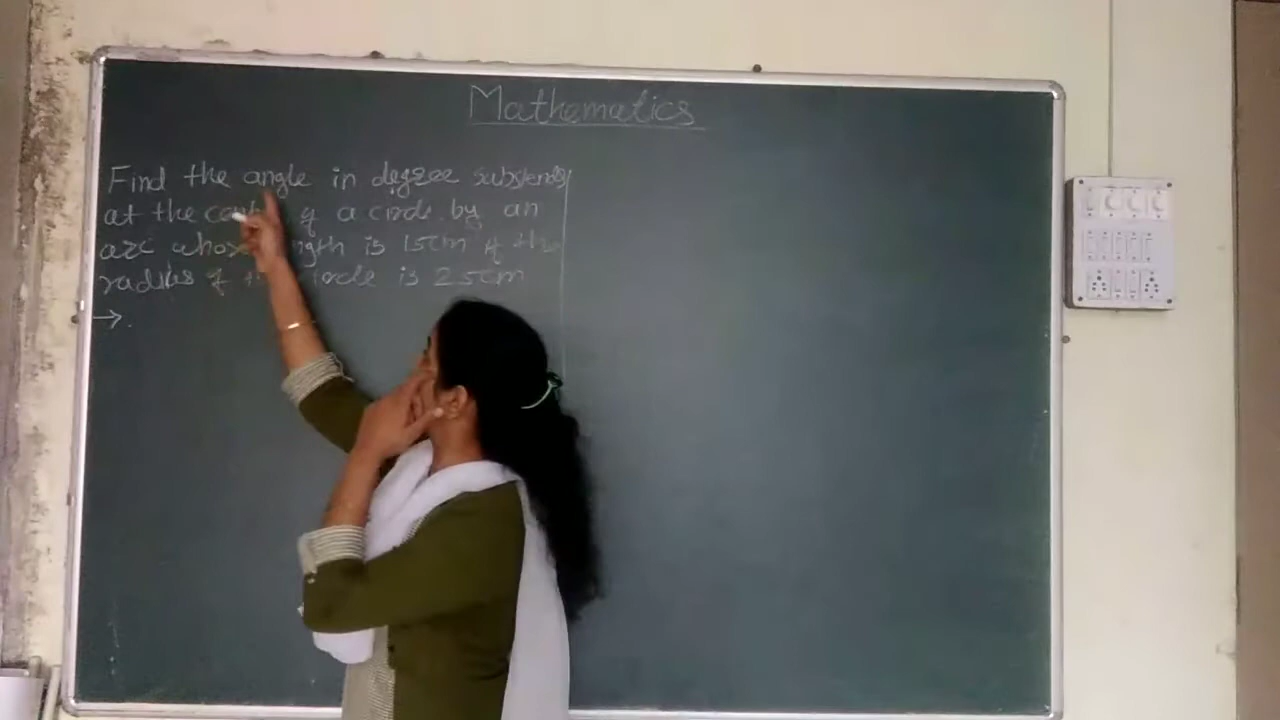 Mathematics
Find the angle in degree subtends
at the of a circle by an
arc is 15cm if the
radius of circle is 25cm
→.